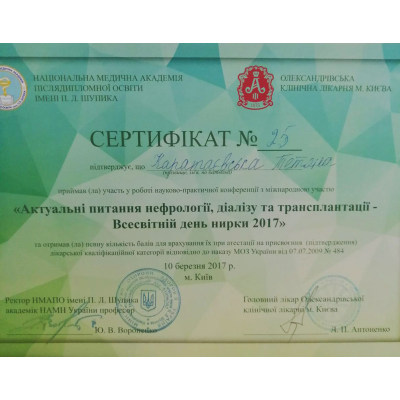 НАЦІОНАЛЬНА МЕДИЧНА АКАДЕМІЯ
ПІСЛЯДИПЛОМНОЇ ОСВІТИ
ІМЕНІ П. Л. ШУПИКА
ОЛЕКСАНДРІВСЬКА
КЛІНІЧНА ЛІКАРНЯ М. КИЄВА
СЕРТИФІКАТ № 25
підтверджує, що Каратаєвська Тетяна
приймав (ла) участь у роботі науково-практичної конференції з міжнародною участю
«Актуальні питання нефрології, діалізу та трансплантації -
Всесвітній день нирки 2017»
та отримав (ла) певну кількість балів для врахування їх при атестації на присвоєння (підтвердження)
лікарської кваліфікаційної категорії відповідно до наказу МОЗ України від 07.07.2009 № 484
10 березня 2017 р.
м. Київ
Ректор НМАПО імені П. Л. Шупика
академік НАМН України професор
Ю. В. Вороненко
Головний лікар Олександрівської
клінічної лікарні м. Києва
Л. П. Антоненко